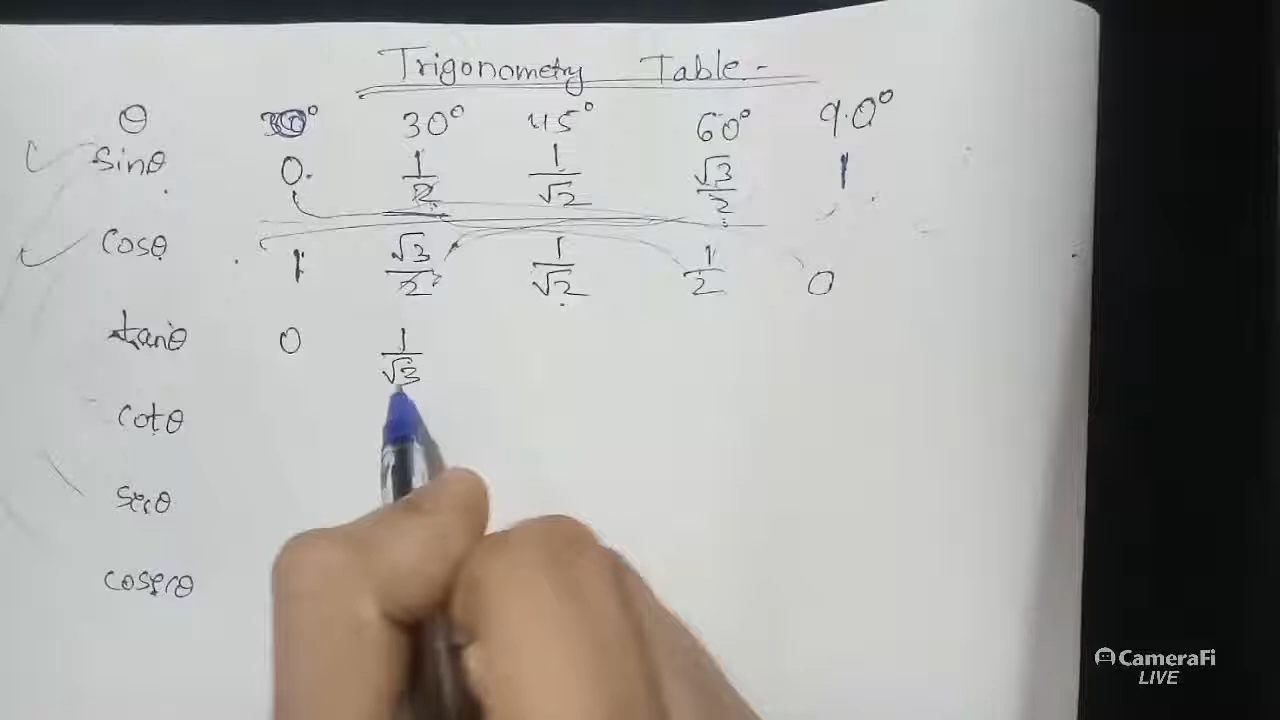 Trigonometry Table -
θ 0° 30° 45° 60° 90°
sinθ 0 1/2 1/√2 √3/2 1
cosθ 1 √3/2 1/√2 1/2 0
tanθ 0 1/√3
cotθ
secθ
cosecθ
CameraFi
LIVE